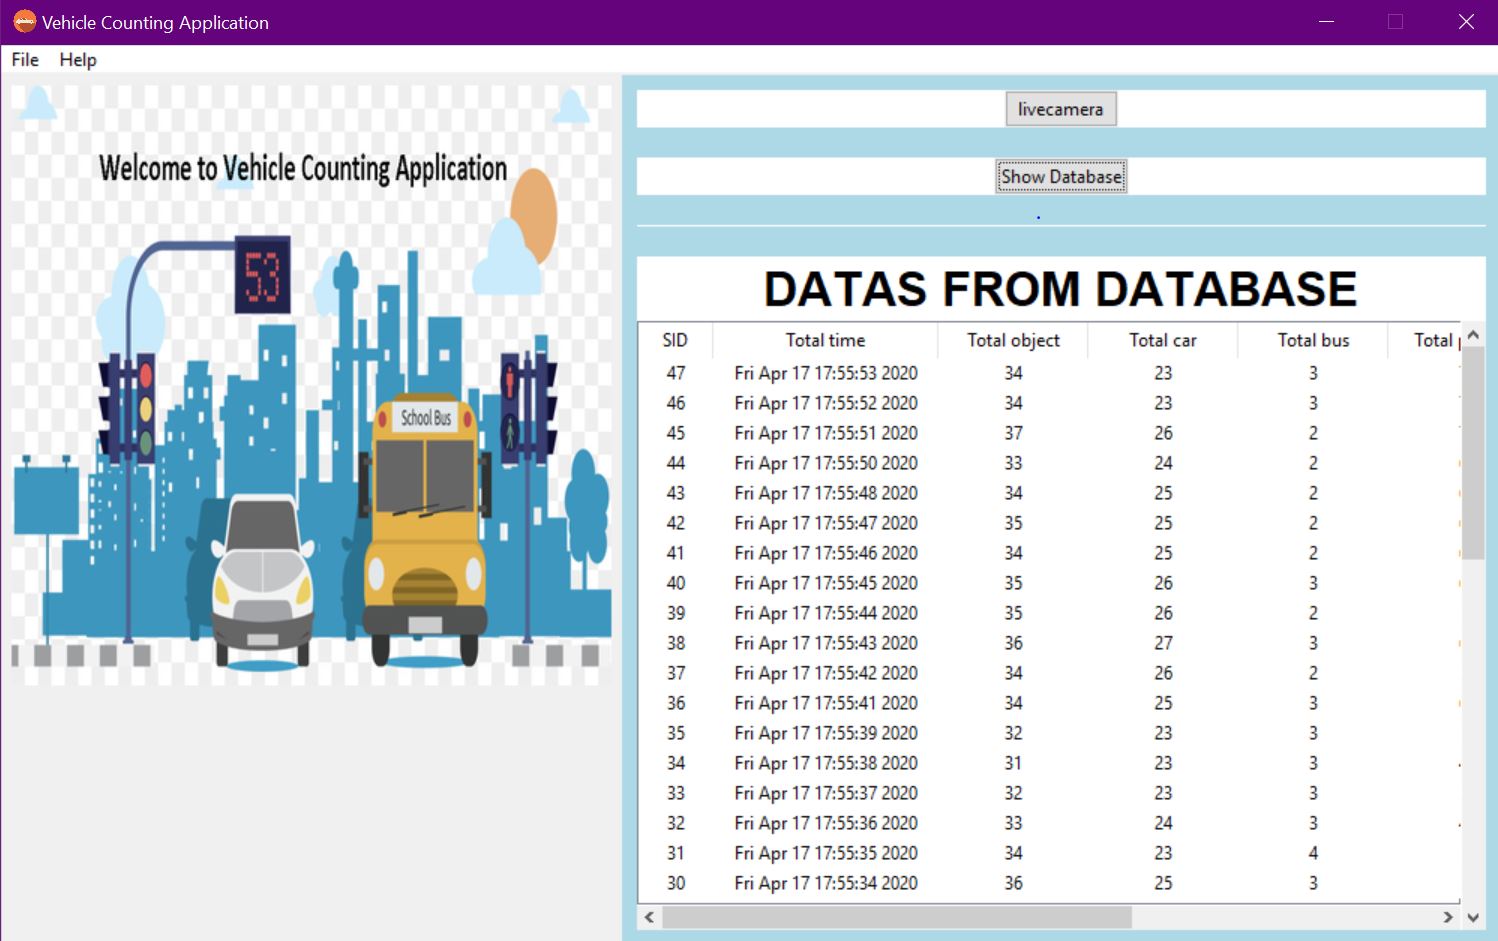 Vehicle Counting Application
File Help
Welcome to Vehicle Counting Application
53
School Bus
livecamera
Show Database
DATAS FROM DATABASE
SID Total time Total object Total car Total bus Total
47 Fri Apr 17 17:55:53 2020 34 23 3
46 Fri Apr 17 17:55:52 2020 34 23 3
45 Fri Apr 17 17:55:51 2020 37 26 2
44 Fri Apr 17 17:55:50 2020 33 24 2
43 Fri Apr 17 17:55:48 2020 34 25 2
42 Fri Apr 17 17:55:47 2020 35 25 2
41 Fri Apr 17 17:55:46 2020 34 25 2
40 Fri Apr 17 17:55:45 2020 35 26 3
39 Fri Apr 17 17:55:44 2020 35 26 2
38 Fri Apr 17 17:55:43 2020 36 27 3
37 Fri Apr 17 17:55:42 2020 34 26 2
36 Fri Apr 17 17:55:41 2020 34 25 3
35 Fri Apr 17 17:55:39 2020 32 23 3
34 Fri Apr 17 17:55:38 2020 31 23 3
33 Fri Apr 17 17:55:37 2020 32 23 3
32 Fri Apr 17 17:55:36 2020 33 24 3
31 Fri Apr 17 17:55:35 2020 34 23 4
30 Fri Apr 17 17:55:34 2020 36 25 3